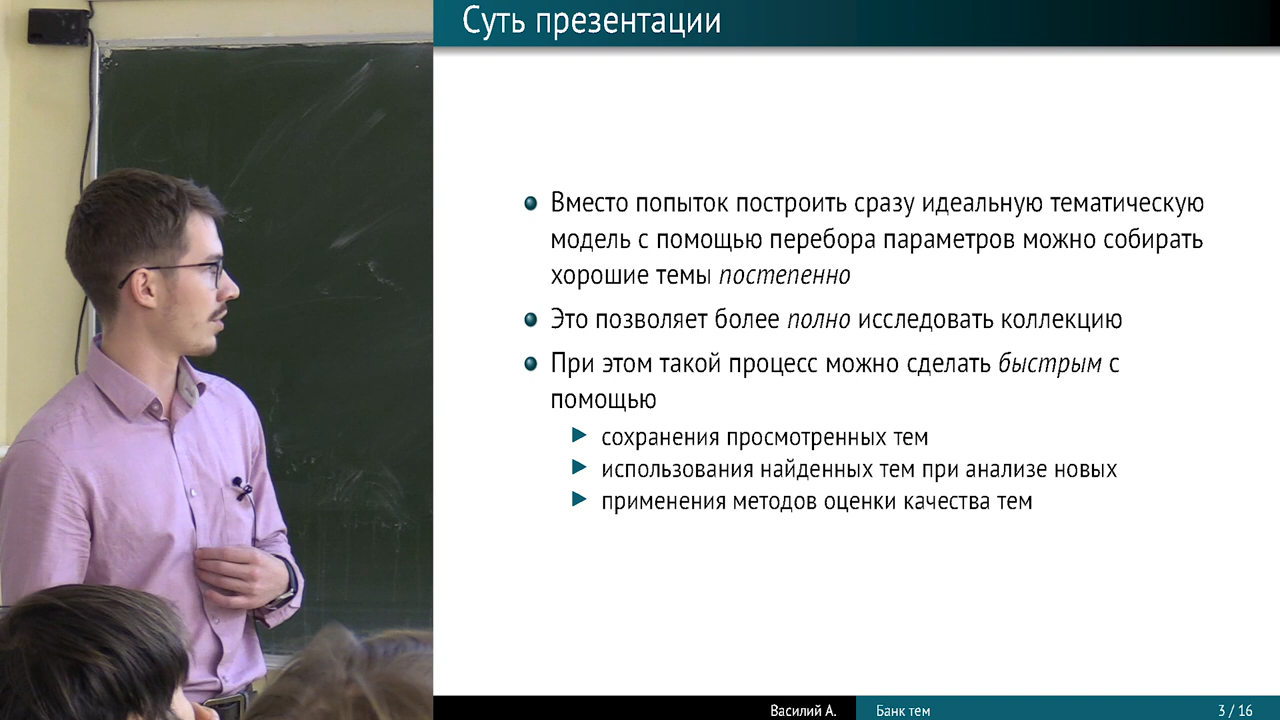 Суть презентации
Вместо попыток построить сразу идеальную тематическую
модель с помощью перебора параметров можно собирать
хорошие темы постепенно
Это позволяет более полно исследовать коллекцию
При этом такой процесс можно сделать быстрым с
помощью
сохранения просмотренных тем
использования найденных тем при анализе новых
применения методов оценки качества тем
Василий А.
Банк тем
3 / 16